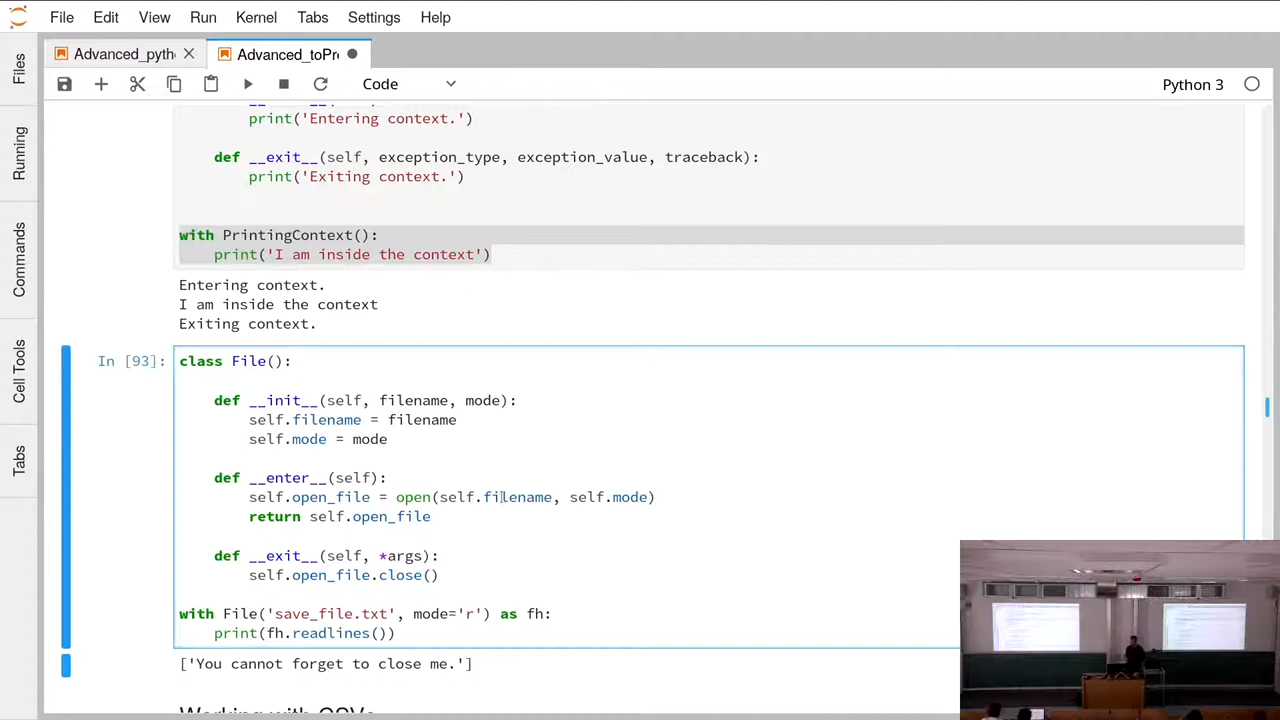 File Edit View Run Kernel Tabs Settings Help
Advanced_pyth
Advanced_toPr
Code
Python 3
Files
Running
Commands
Cell Tools
Tabs
print('Entering context.')
def __exit__(self, exception_type, exception_value, traceback):
print('Exiting context.')
with PrintingContext():
print('I am inside the context')
Entering context.
I am inside the context
Exiting context.
In [93]:
class File():
def __init__(self, filename, mode):
self.filename = filename
self.mode = mode
def __enter__(self):
self.open_file = open(self.filename, self.mode)
return self.open_file
def __exit__(self, *args):
self.open_file.close()
with File('save_file.txt', mode='r') as fh:
print(fh.readlines())
['You cannot forget to close me.']
Working with CSVs